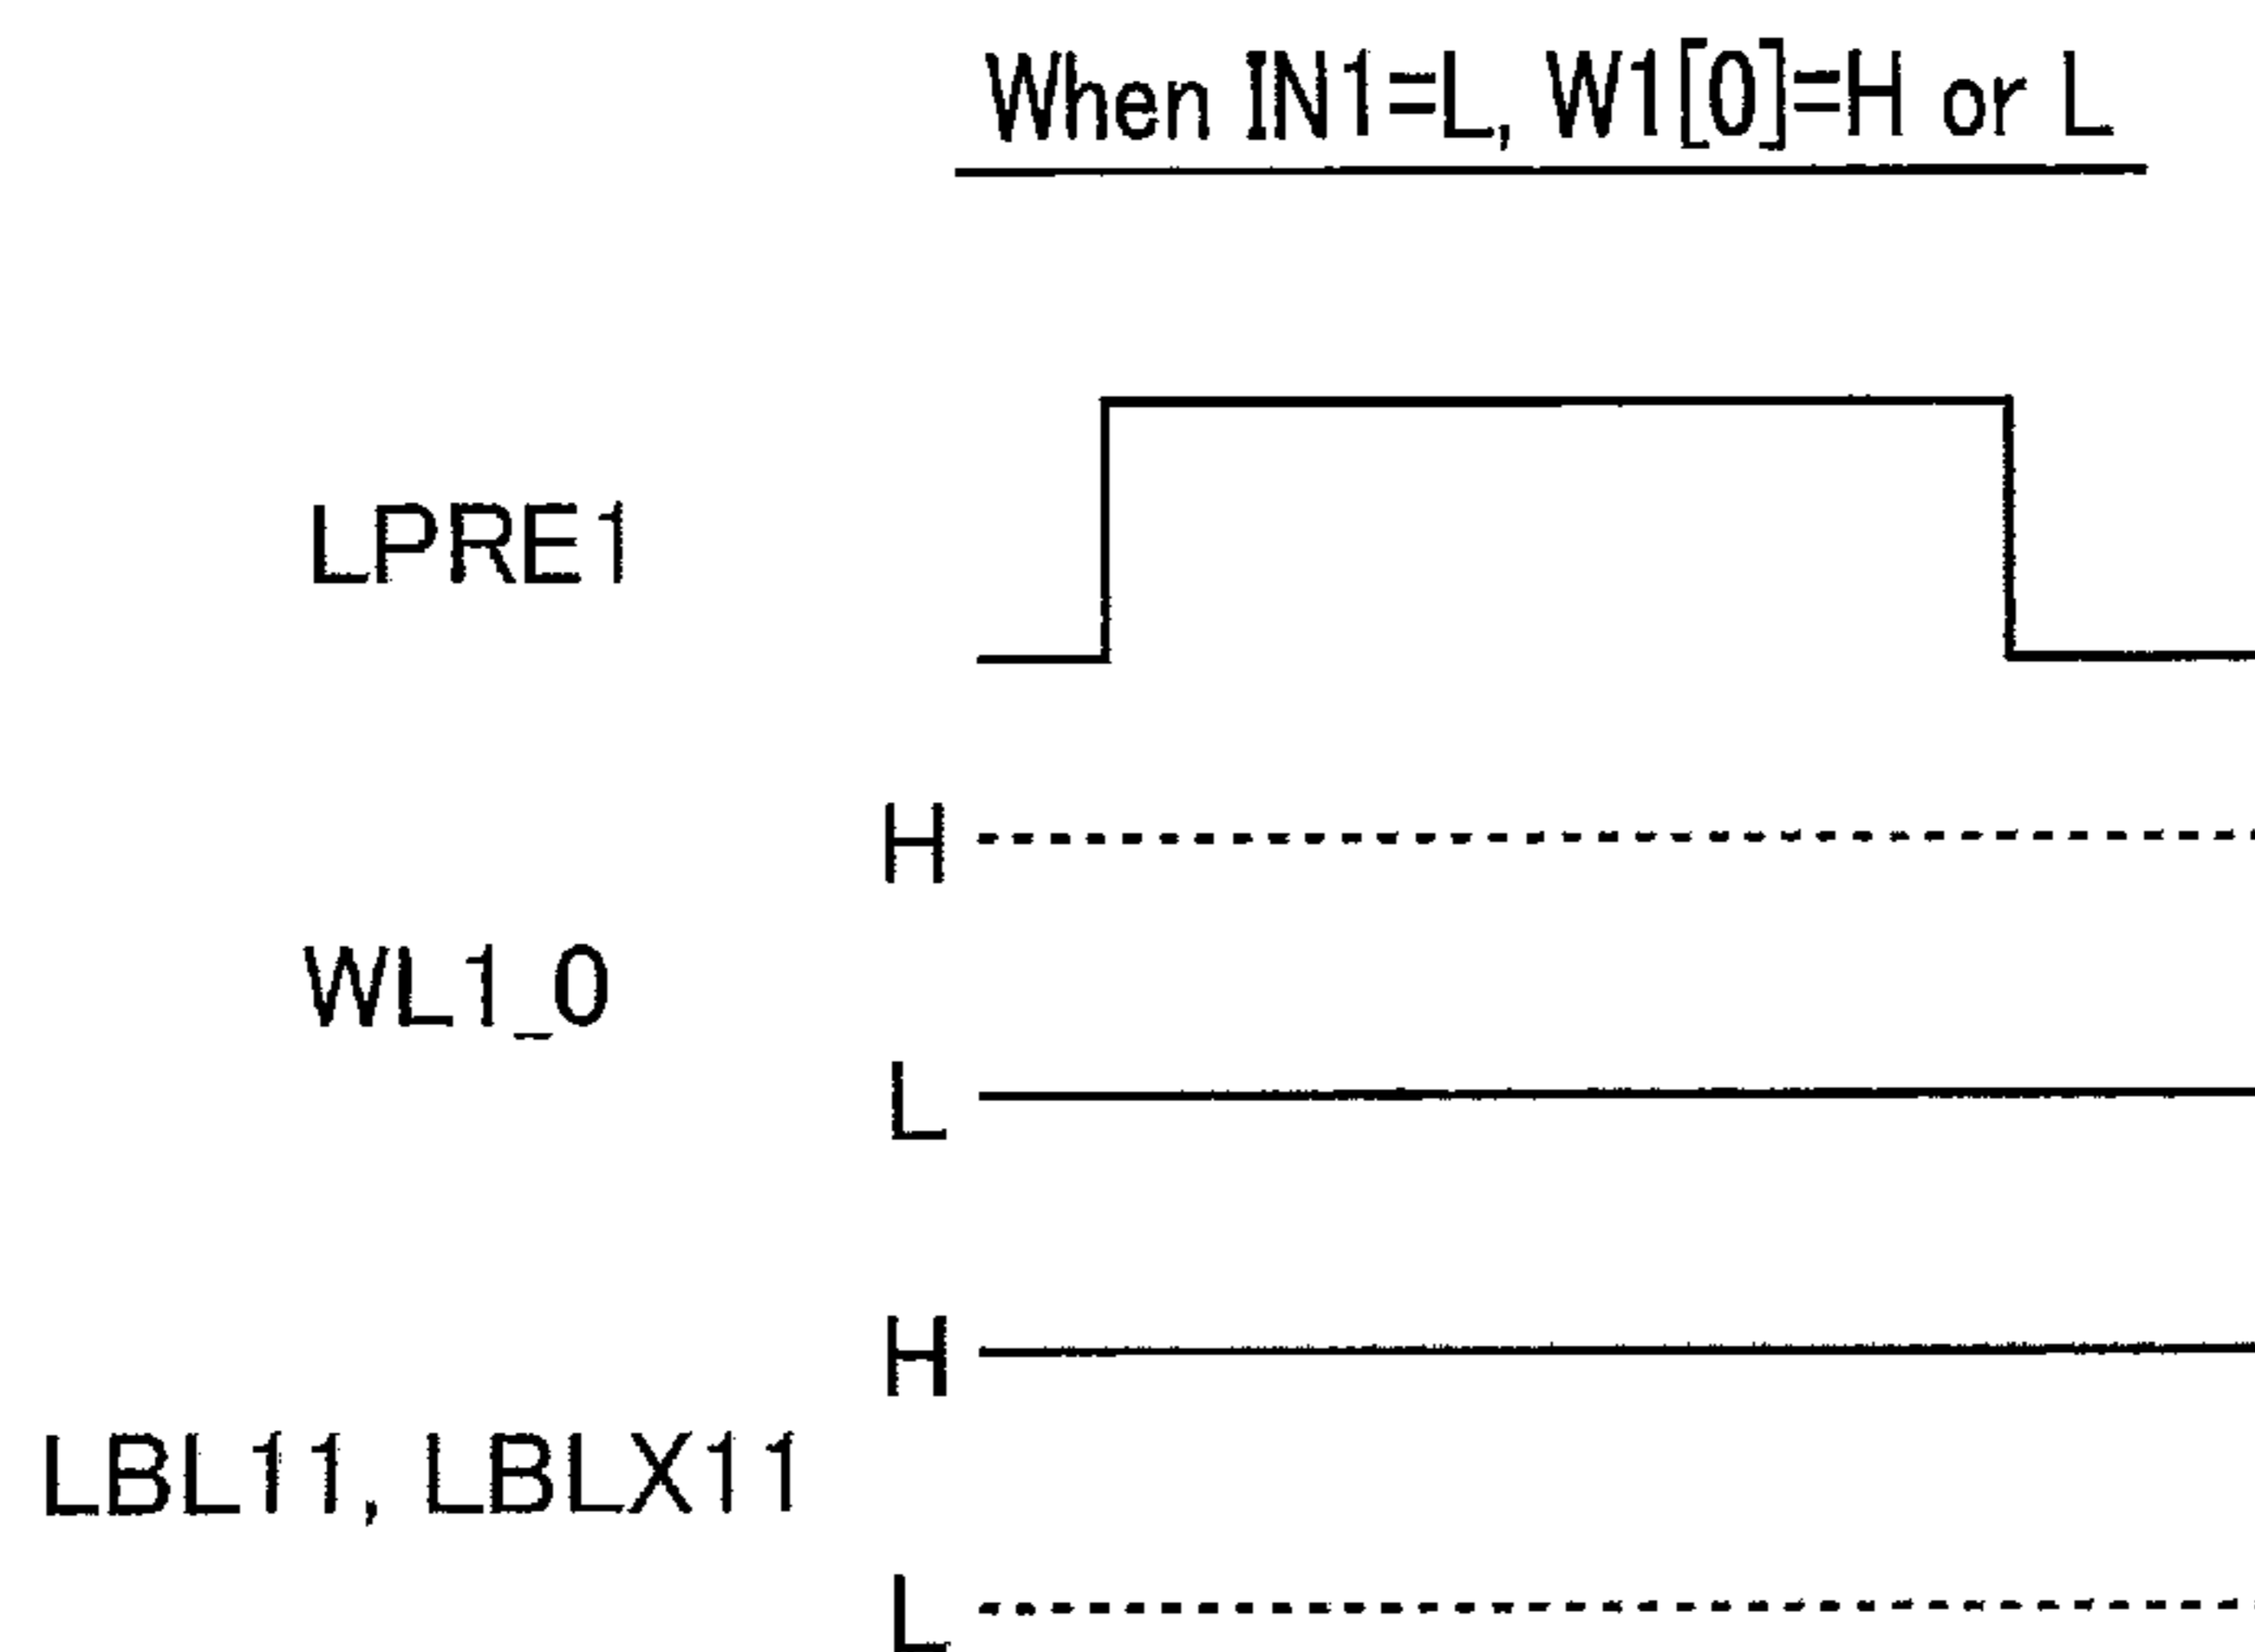 When IN1=L, W1[0]=H or L
LPRE1
H
WL1_0
L
H
LBL11, LBLX11
L